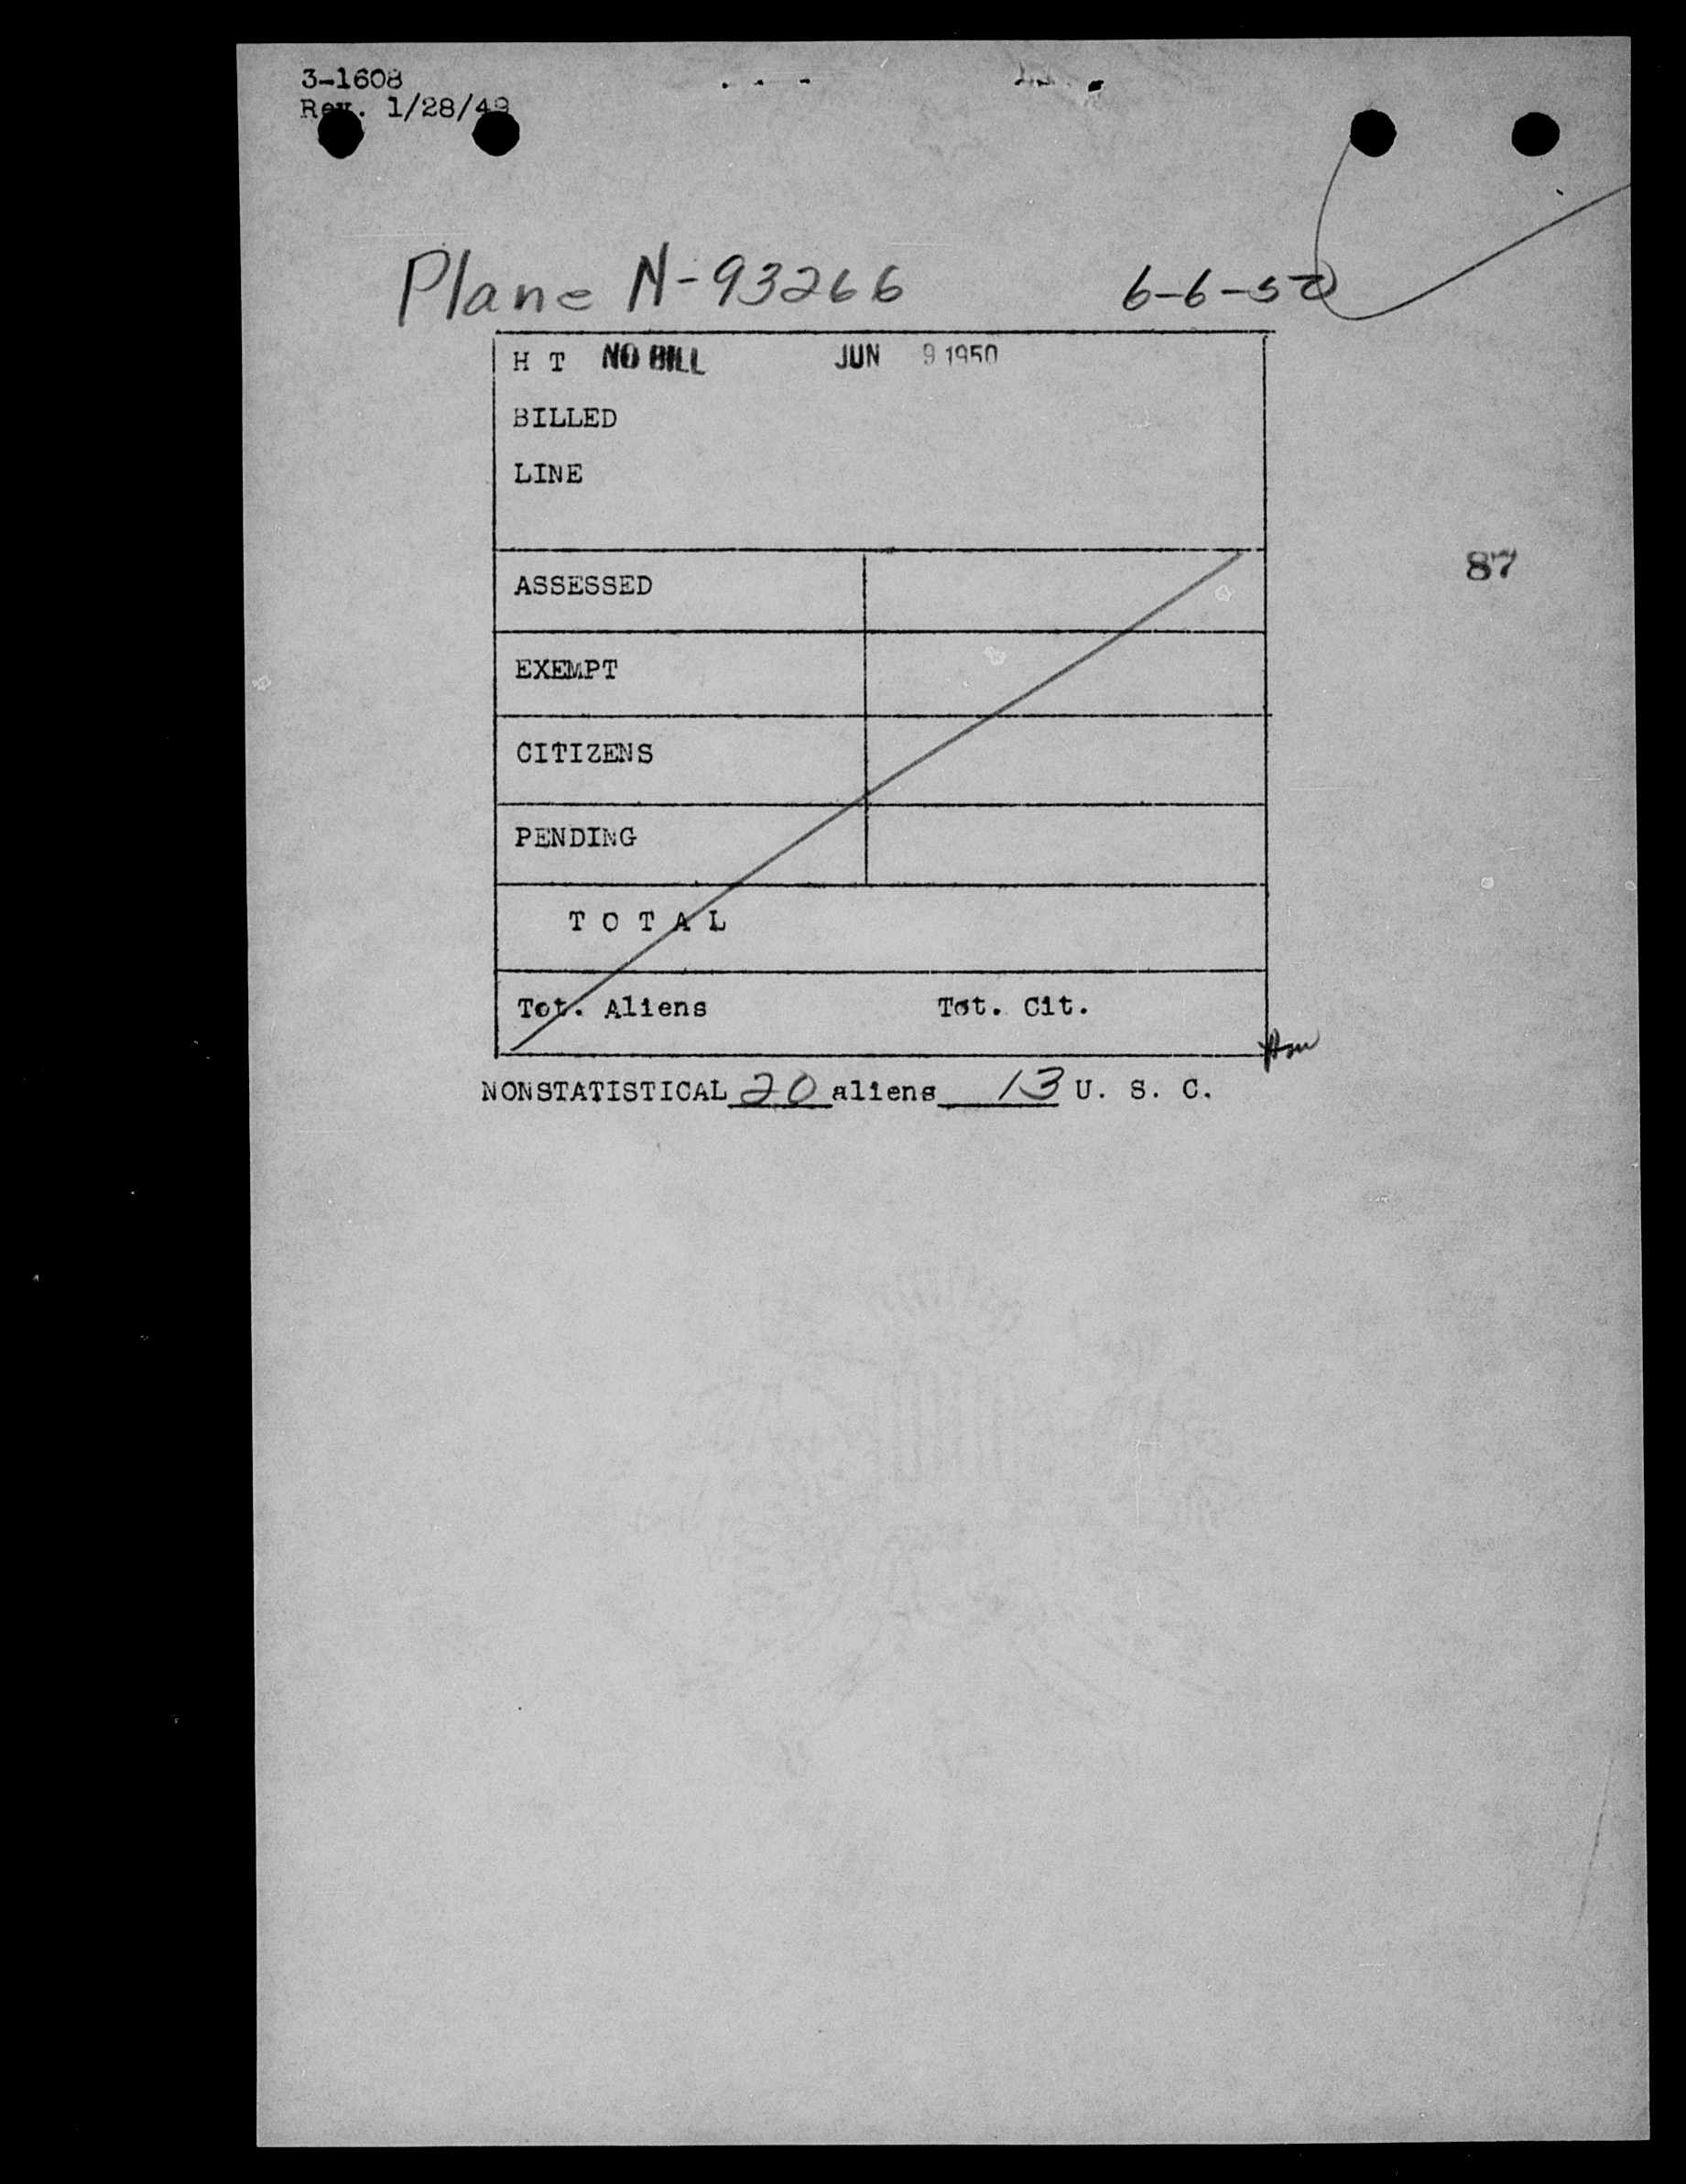 3-1608
Rev. 1/28/49
Plane N-93266 6-6-50
H T NO BILL JUN 9 1950
BILLED
LINE
87
ASSESSED
EXEMPT
CITIZENS
PENDING
T O T A L
Tot. Aliens Tot. Cit.
NONSTATISTICAL 20 aliens 13 U. S. C.